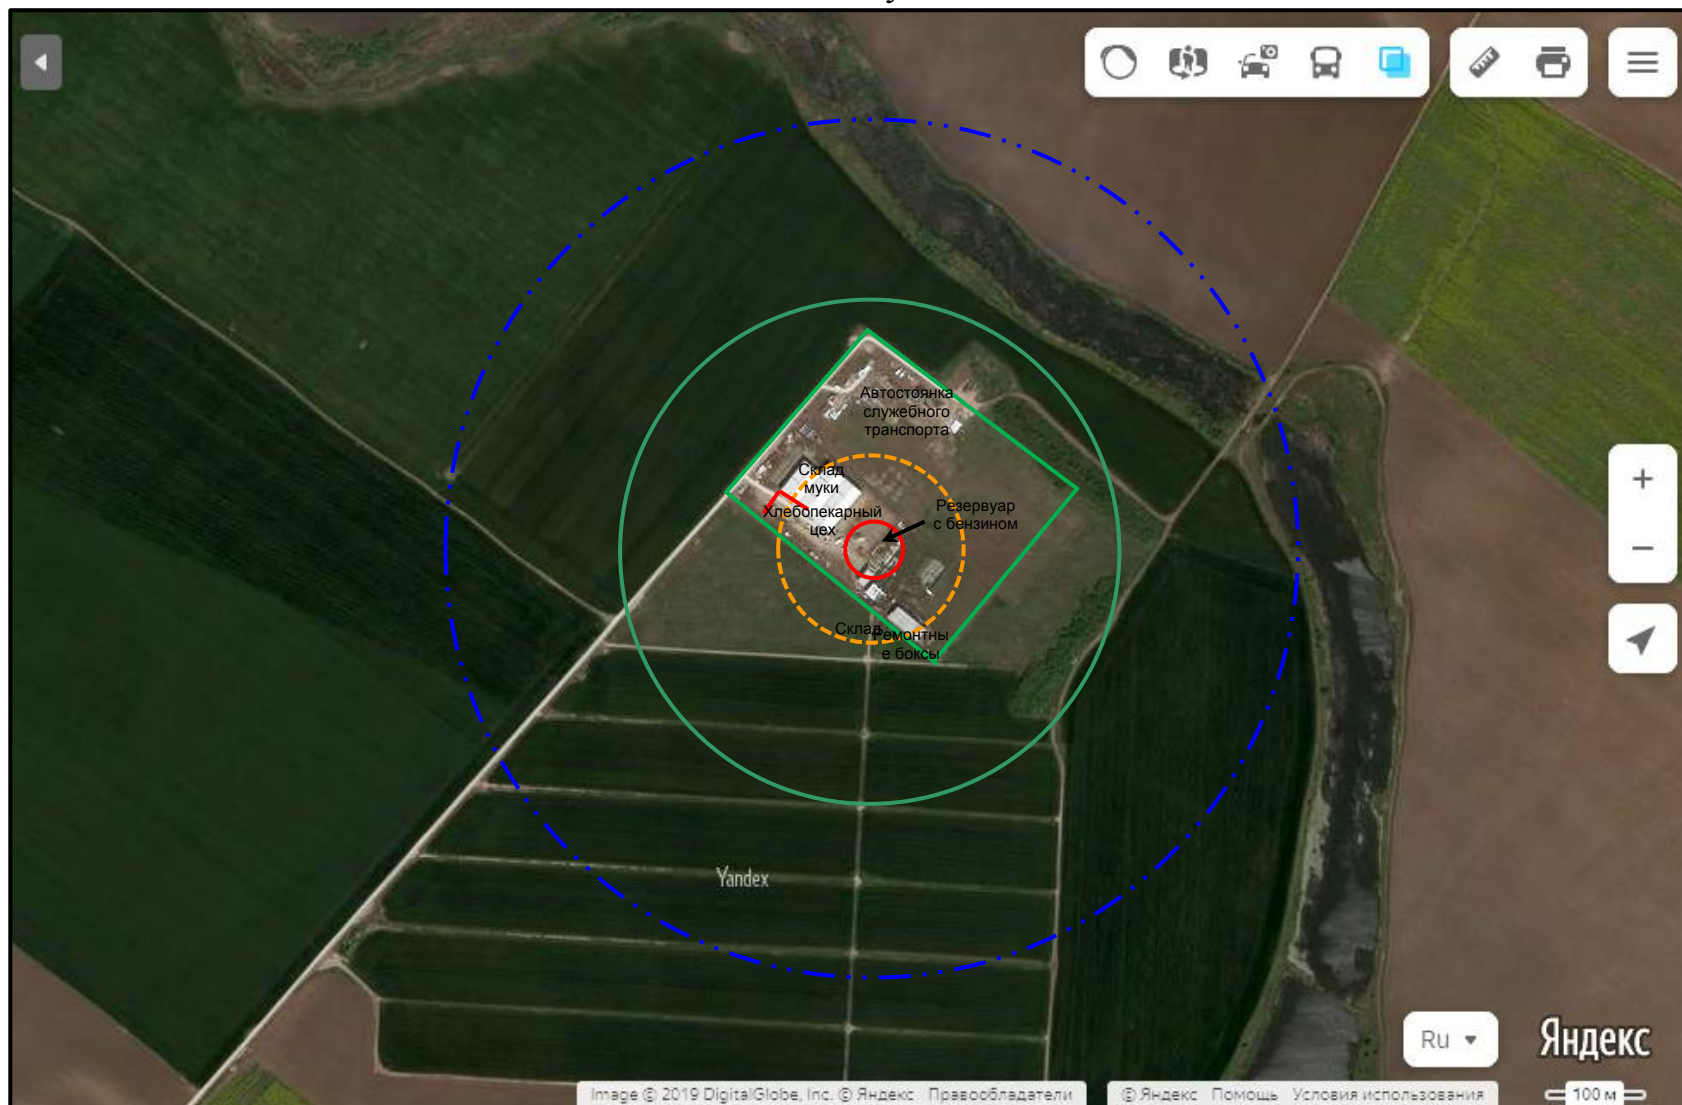 Автостоянка
служебного
транспорта
Склад
муки
Хлебопекарный
цех
Резервуар
с бензином
Склад
Ремонтны
е боксы
Yandex
Ru
Яндекс
Image © 2019 DigitalGlobe, Inc. © Яндекс Правообладатели
© Яндекс Помощь Условия использования
100 м